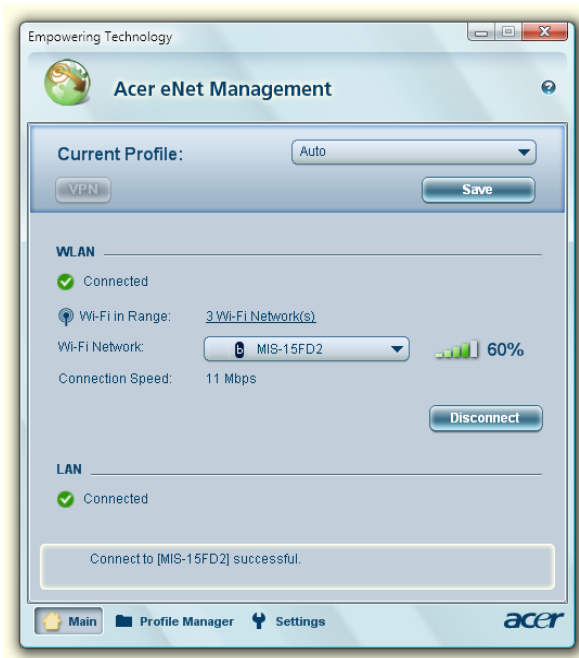 Empowering Technology
Acer eNet Management
Current Profile: Auto
VPN Save
WLAN
Connected
Wi-Fi in Range: 3 Wi-Fi Network(s)
Wi-Fi Network: b MIS-15FD2 60%
Connection Speed: 11 Mbps
Disconnect
LAN
Connected
Connect to [MIS-15FD2] successful.
Main Profile Manager Settings acer